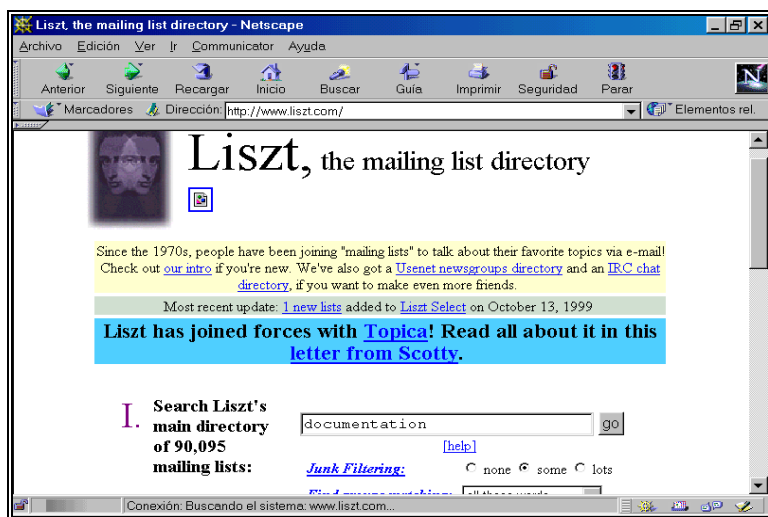 Liszt, the mailing list directory - Netscape
Archivo Edición Ver Ir Communicator Ayuda
Anterior Siguiente Recargar Inicio Buscar Guía Imprimir Seguridad Parar
Marcadores Dirección: http://www.liszt.com/ Elementos rel.
Liszt, the mailing list directory
Since the 1970s, people have been joining "mailing lists" to talk about their favorite topics via e-mail!
Check out our intro if you're new. We've also got a Usenet newsgroups directory and an IRC chat
directory, if you want to make even more friends.
Most recent update: 1 new lists added to Liszt Select on October 13, 1999
Liszt has joined forces with Topica! Read all about it in this
letter from Scotty.
I. Search Liszt's
main directory
of 90,095
mailing lists:
documentation go
[help]
Junk Filtering: none some lots
Find groups matching: all these words
Conexión: Buscando el sistema: www.liszt.com...